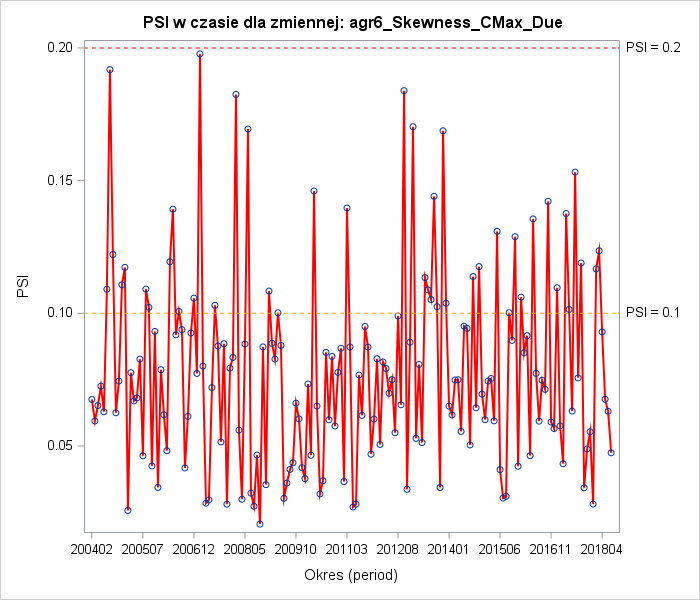 PSI w czasie dla zmiennej: agr6_Skewness_CMax_Due
0.20
PSI = 0.2
0.15
PSI
0.10
PSI = 0.1
0.05
200402 200507 200612 200805 200910 201103 201208 201401 201506 201611 201804
Okres (period)